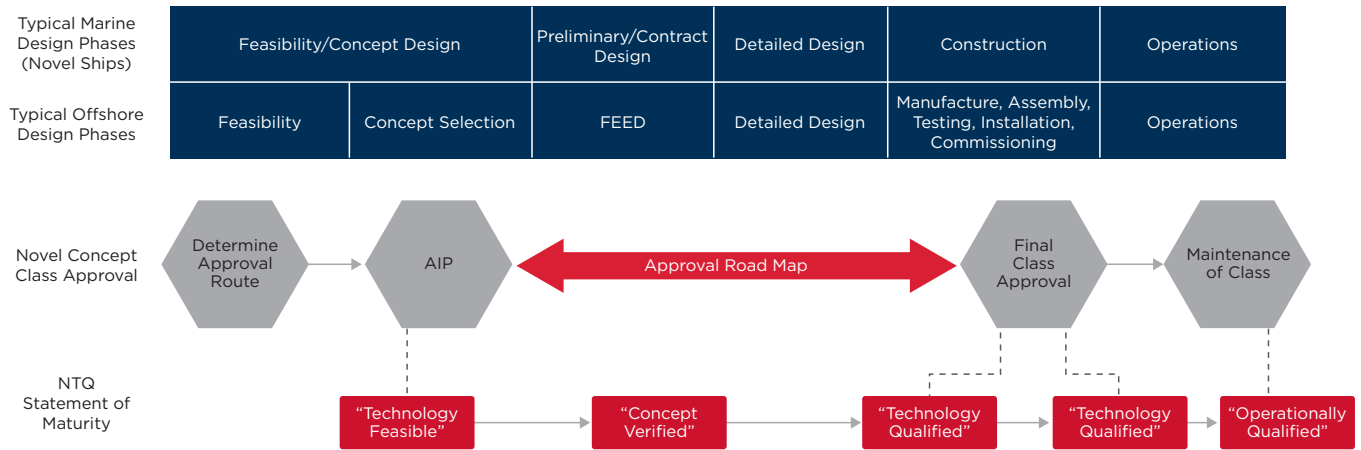 Typical Marine
Design Phases
(Novel Ships)
Feasibility/Concept Design
Preliminary/Contract
Design
Detailed Design
Construction
Operations
Typical Offshore
Design Phases
Feasibility
Concept Selection
FEED
Detailed Design
Manufacture, Assembly,
Testing, Installation,
Commissioning
Operations
Novel Concept
Class Approval
Determine
Approval
Route
AIP
Approval Road Map
Final
Class
Approval
Maintenance
of Class
NTQ
Statement of
Maturity
“Technology
Feasible”
“Concept
Verified”
“Technology
Qualified”
“Technology
Qualified”
“Operationally
Qualified”